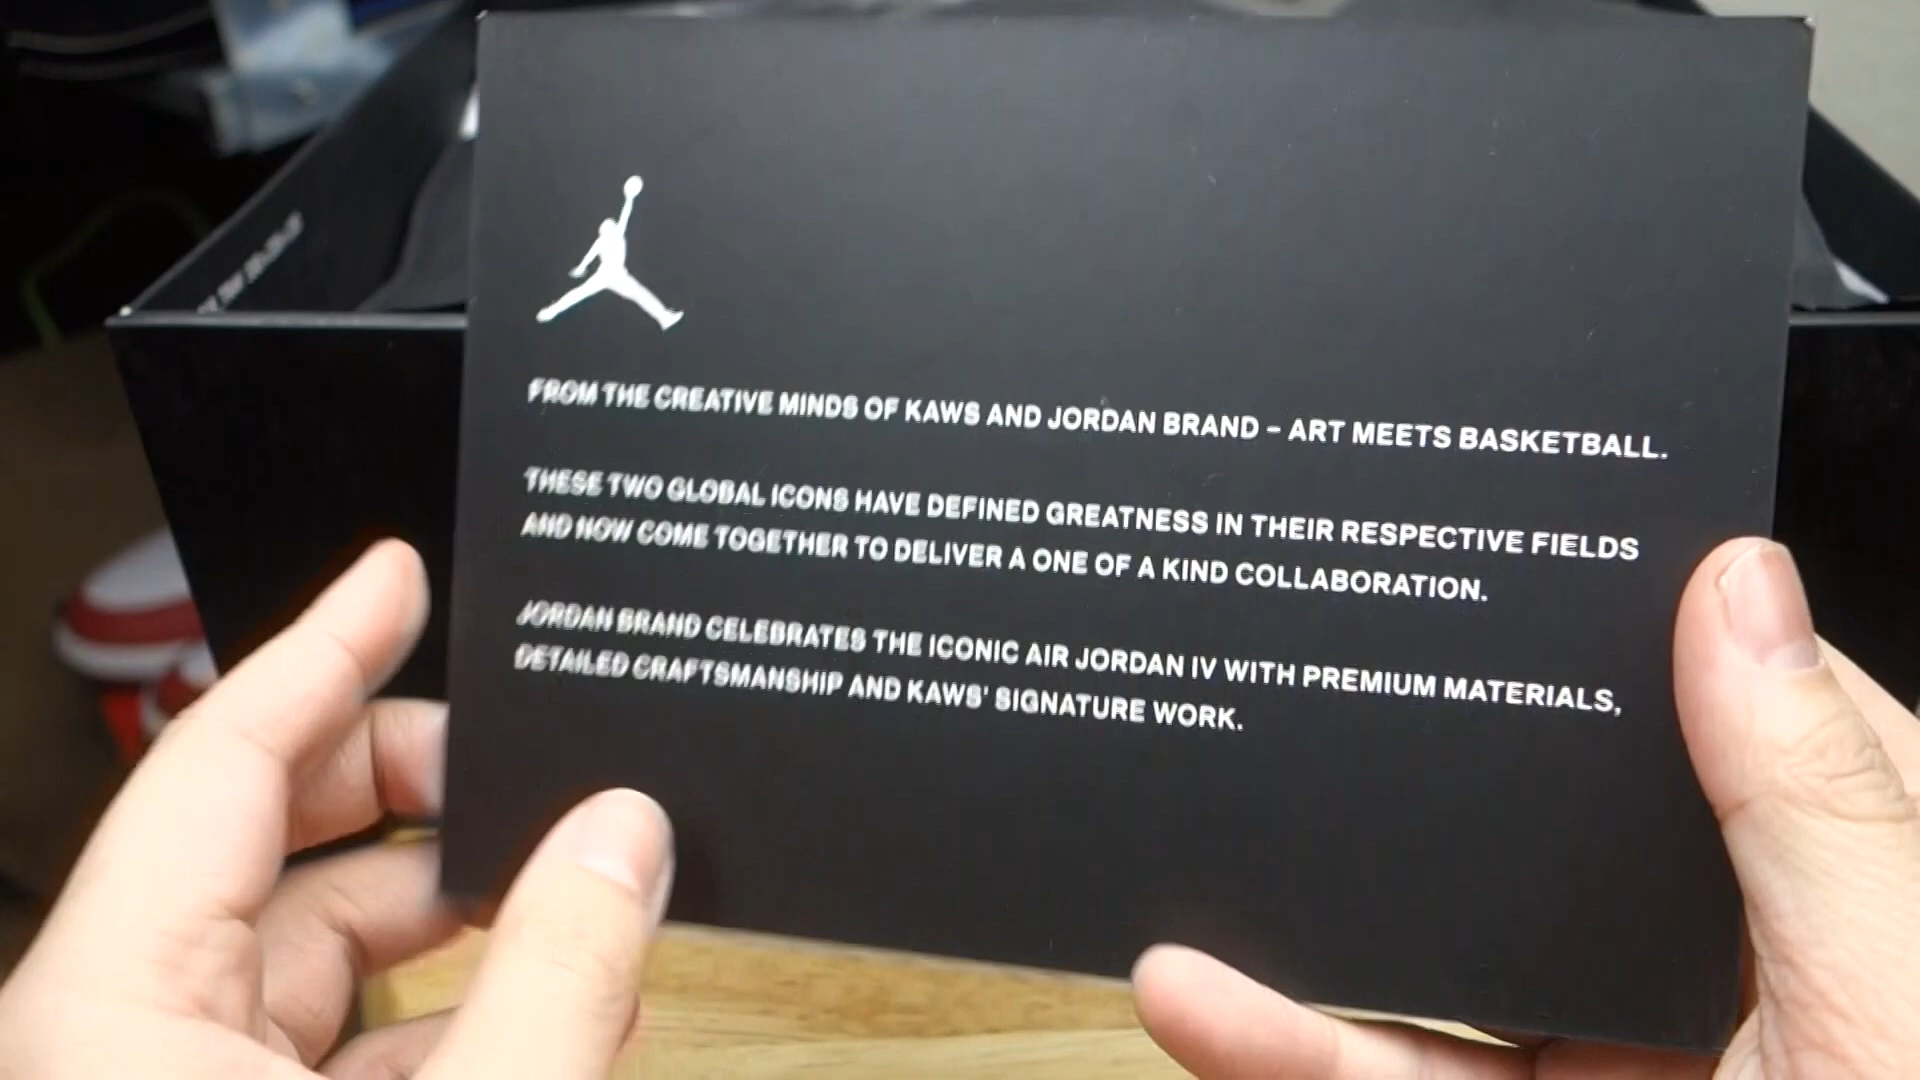 FROM THE CREATIVE MINDS OF KAWS AND JORDAN BRAND – ART MEETS BASKETBALL.
THESE TWO GLOBAL ICONS HAVE DEFINED GREATNESS IN THEIR RESPECTIVE FIELDS
AND NOW COME TOGETHER TO DELIVER A ONE OF A KIND COLLABORATION.
JORDAN BRAND CELEBRATES THE ICONIC AIR JORDAN IV WITH PREMIUM MATERIALS,
DETAILED CRAFTSMANSHIP AND KAWS' SIGNATURE WORK.